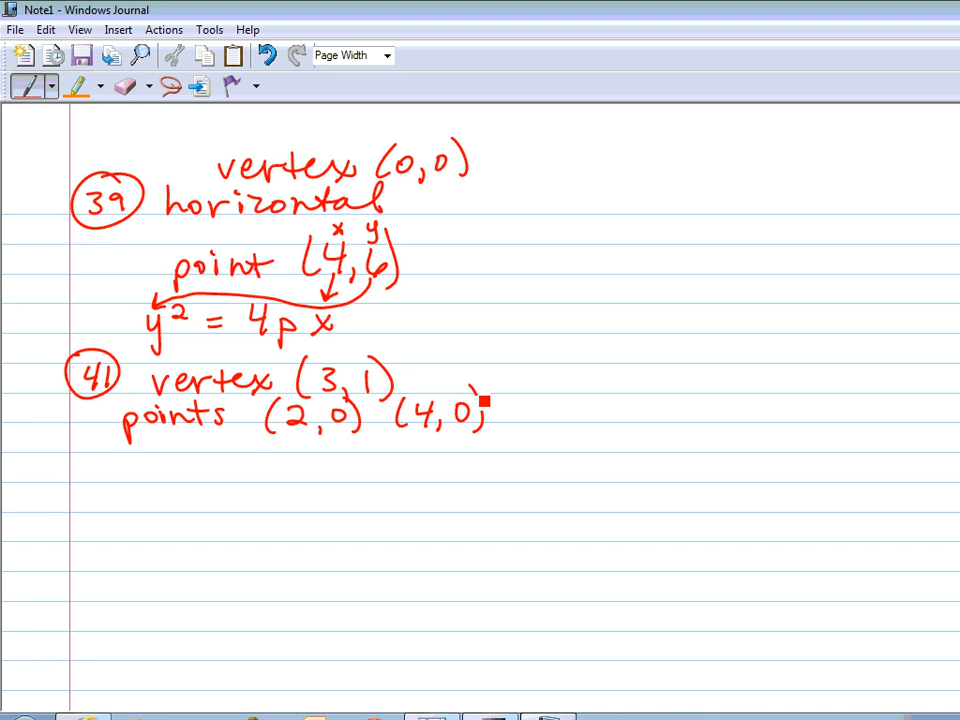 Note1 - Windows Journal
File Edit View Insert Actions Tools Help
Page Width
vertex (0,0)
39 horizontal
x y
point (4,6)
y² = 4px
41 vertex (3,1)
points (2,0) (4,0)